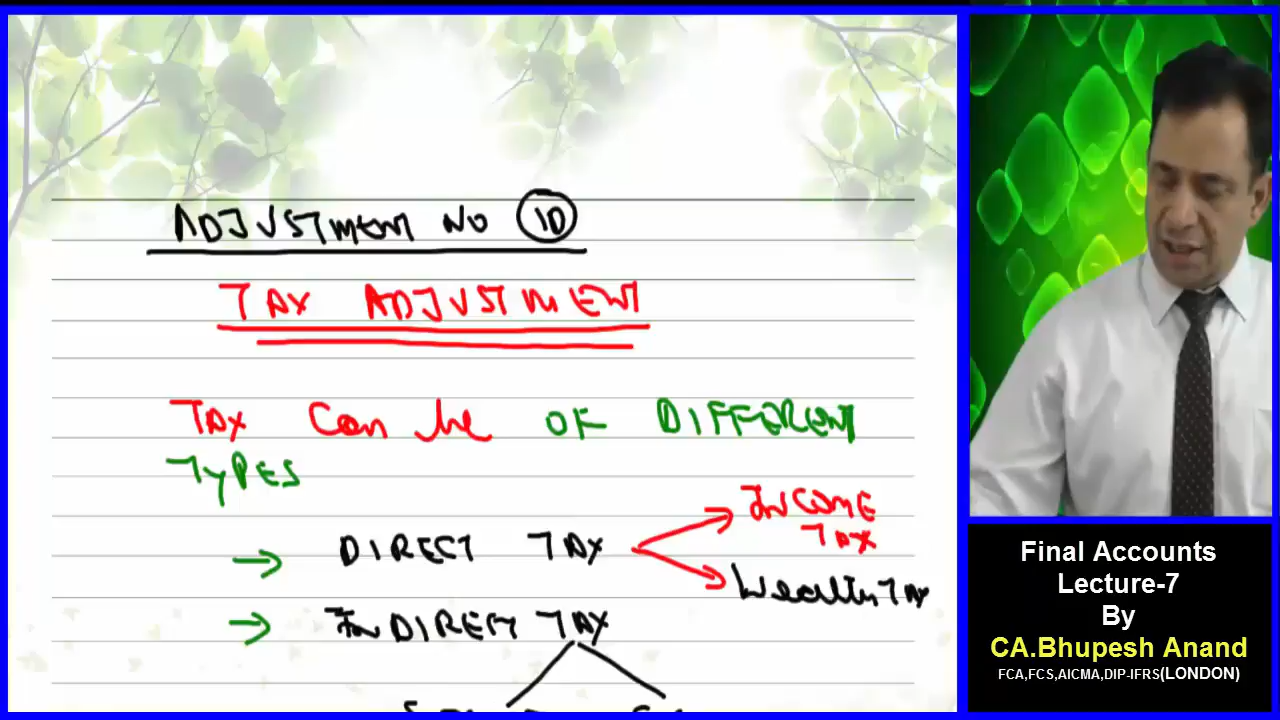 ADJUSTMENT No 10
TAX ADJUSTMENT
TAX Can be OF DIFFERENT
TYPES
→ DIRECT TAX
INCOME
TAX
Wealth TAX
→ INDIRECT TAX
Final Accounts
Lecture-7
By
CA.Bhupesh Anand
FCA,FCS,AICMA,DIP-IFRS(LONDON)